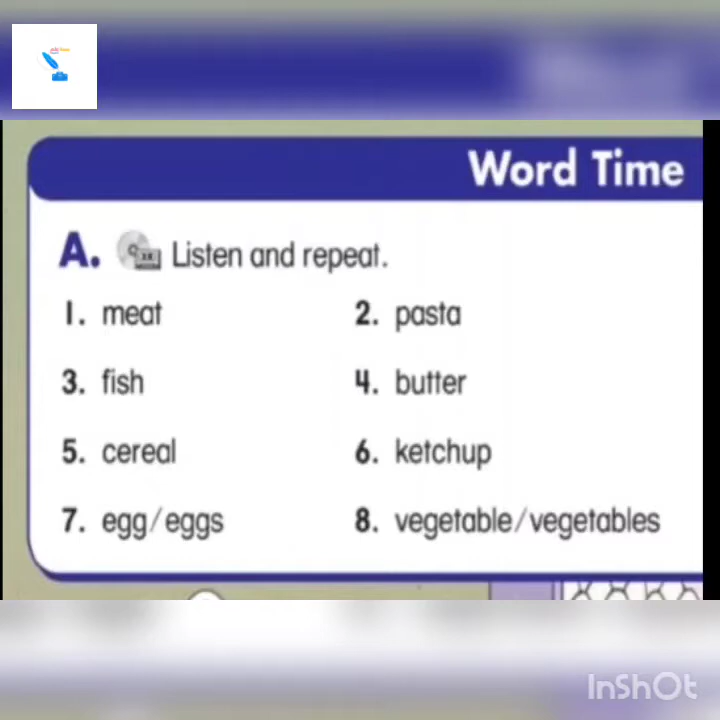 Word Time
A. Listen and repeat.
1. meat 2. pasta
3. fish 4. butter
5. cereal 6. ketchup
7. egg/eggs 8. vegetable/vegetables
InShOt